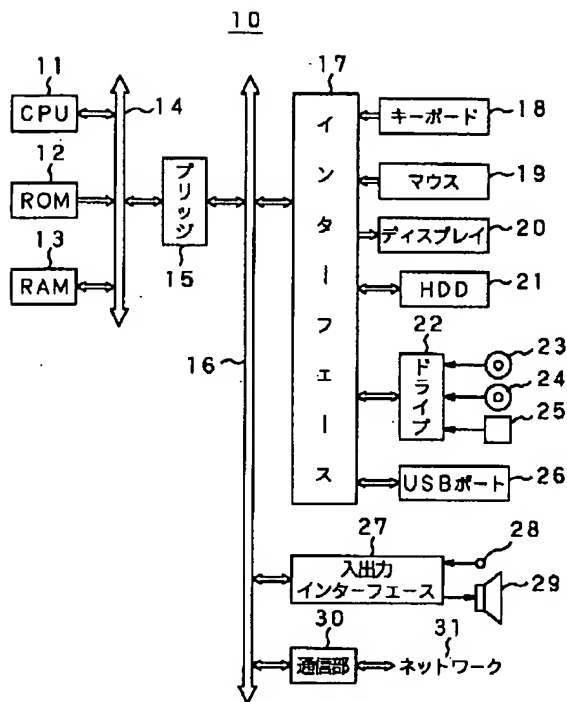 10
11
CPU
14
12
ROM
13
RAM
ブリッジ
15
16
17
インターフェース
キーボード
18
マウス
19
ディスプレイ
20
HDD
21
22
ドライブ
23
24
25
USBポート
26
27
入出力
インターフェース
28
29
30
通信部
31
ネットワーク